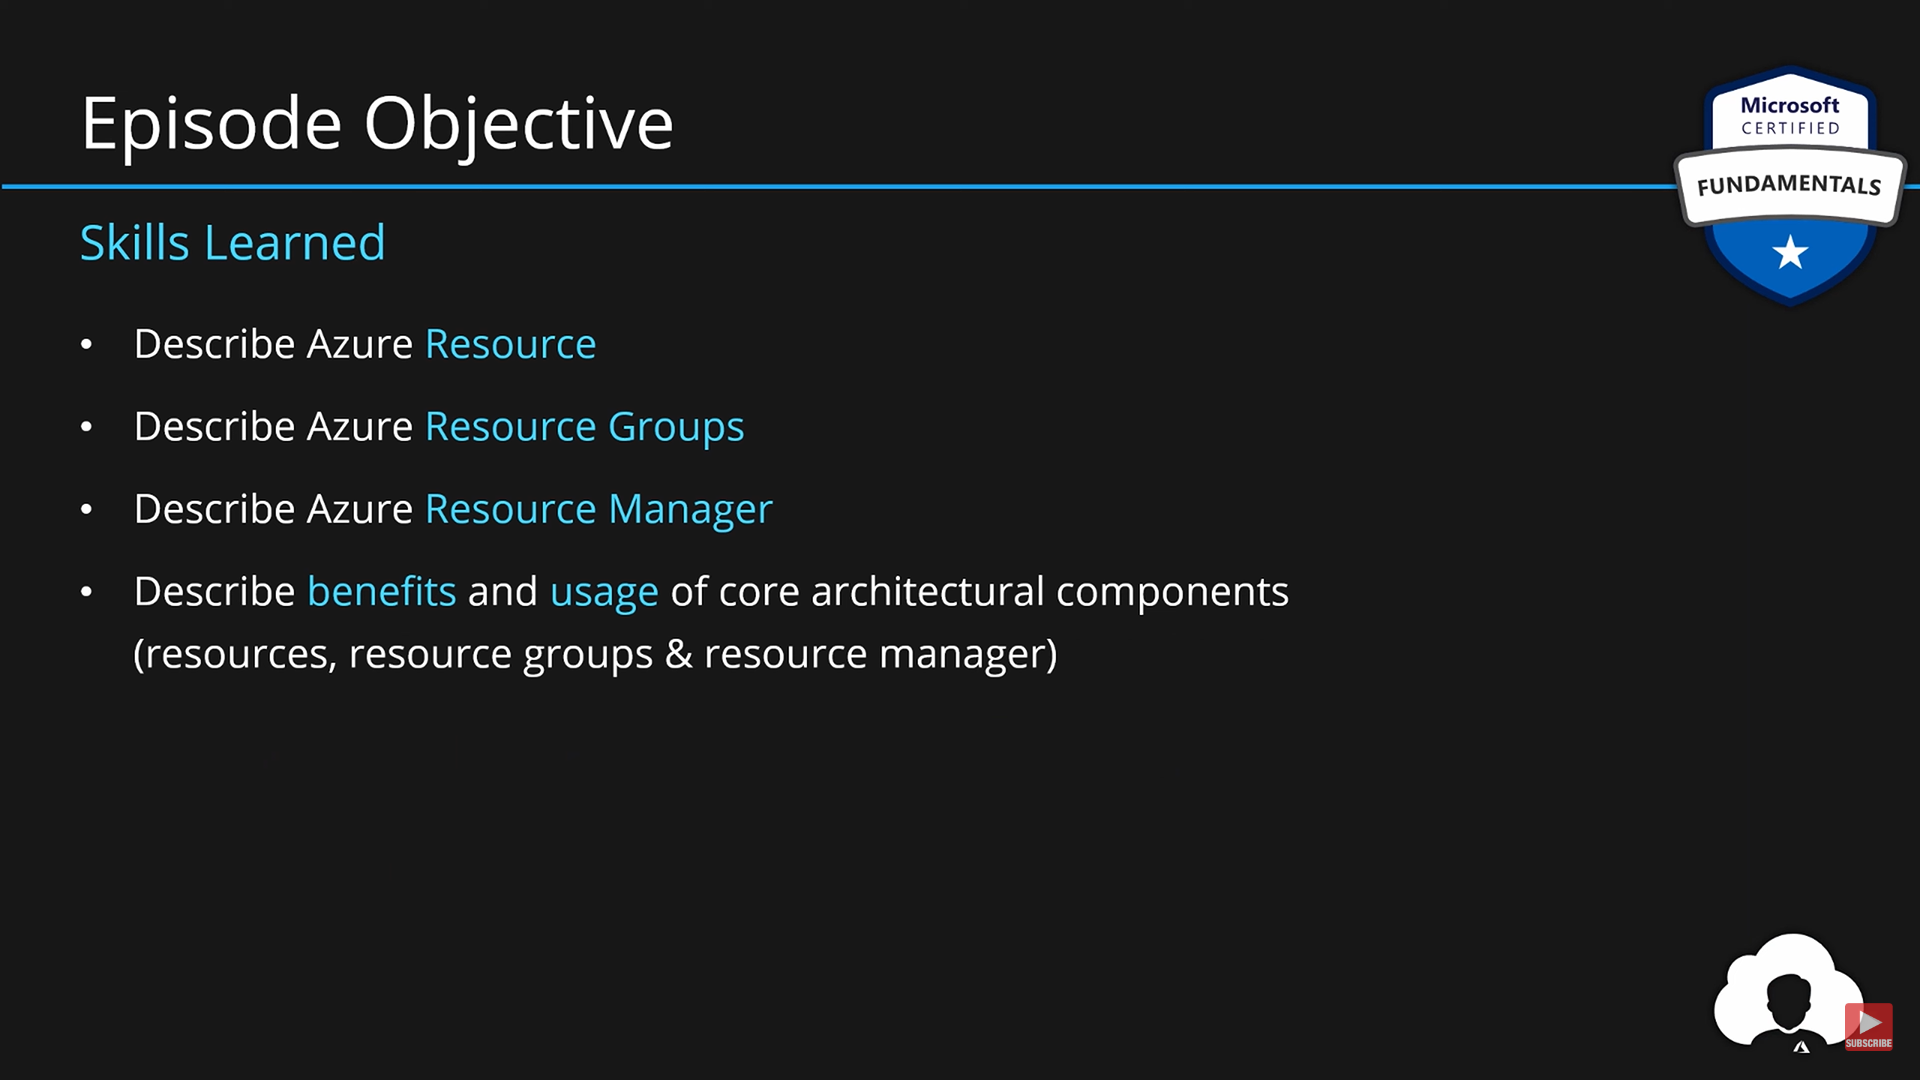 Episode Objective
Microsoft
CERTIFIED
FUNDAMENTALS
Skills Learned
• Describe Azure Resource
• Describe Azure Resource Groups
• Describe Azure Resource Manager
• Describe benefits and usage of core architectural components
(resources, resource groups & resource manager)
SUBSCRIBE